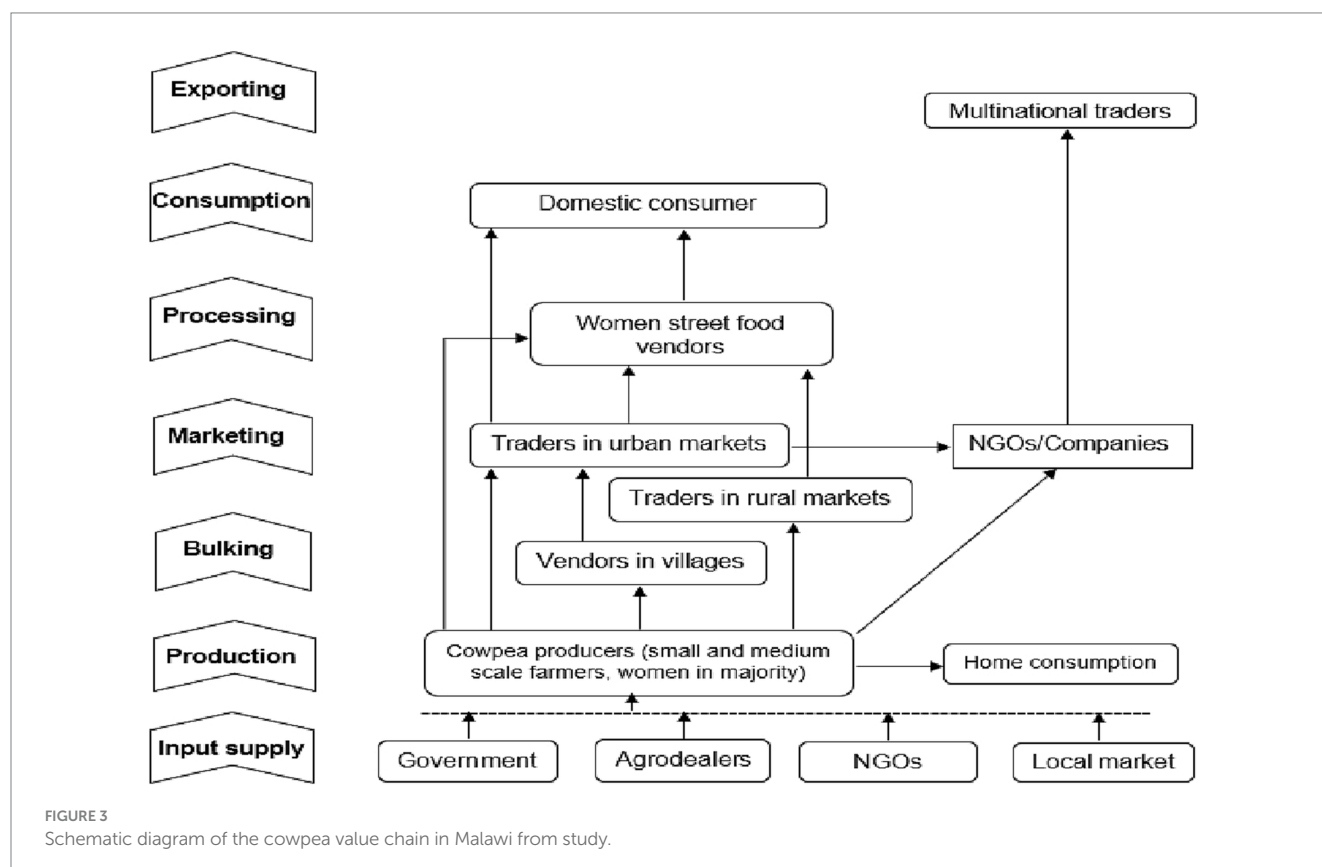 Exporting
Multinational traders
Consumption
Domestic consumer
Processing
Women street food
vendors
Marketing
Traders in urban markets
NGOs/Companies
Traders in rural markets
Bulking
Vendors in villages
Production
Cowpea producers (small and medium
scale farmers, women in majority)
Home consumption
Input supply
Government
Agrodealers
NGOs
Local market
FIGURE 3
Schematic diagram of the cowpea value chain in Malawi from study.